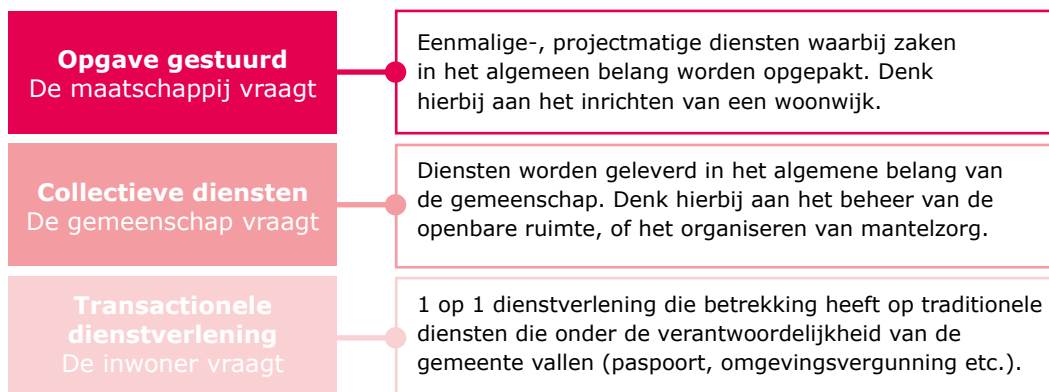 Opgave gestuurd
De maatschappij vraagt
Eenmalige-, projectmatige diensten waarbij zaken
in het algemeen belang worden opgepakt. Denk
hierbij aan het inrichten van een woonwijk.
Collectieve diensten
De gemeenschap vraagt
Diensten worden geleverd in het algemene belang van
de gemeenschap. Denk hierbij aan het beheer van de
openbare ruimte, of het organiseren van mantelzorg.
Transactionele
dienstverlening
De inwoner vraagt
1 op 1 dienstverlening die betrekking heeft op traditionele
diensten die onder de verantwoordelijkheid van de
gemeente vallen (paspoort, omgevingsvergunning etc.).